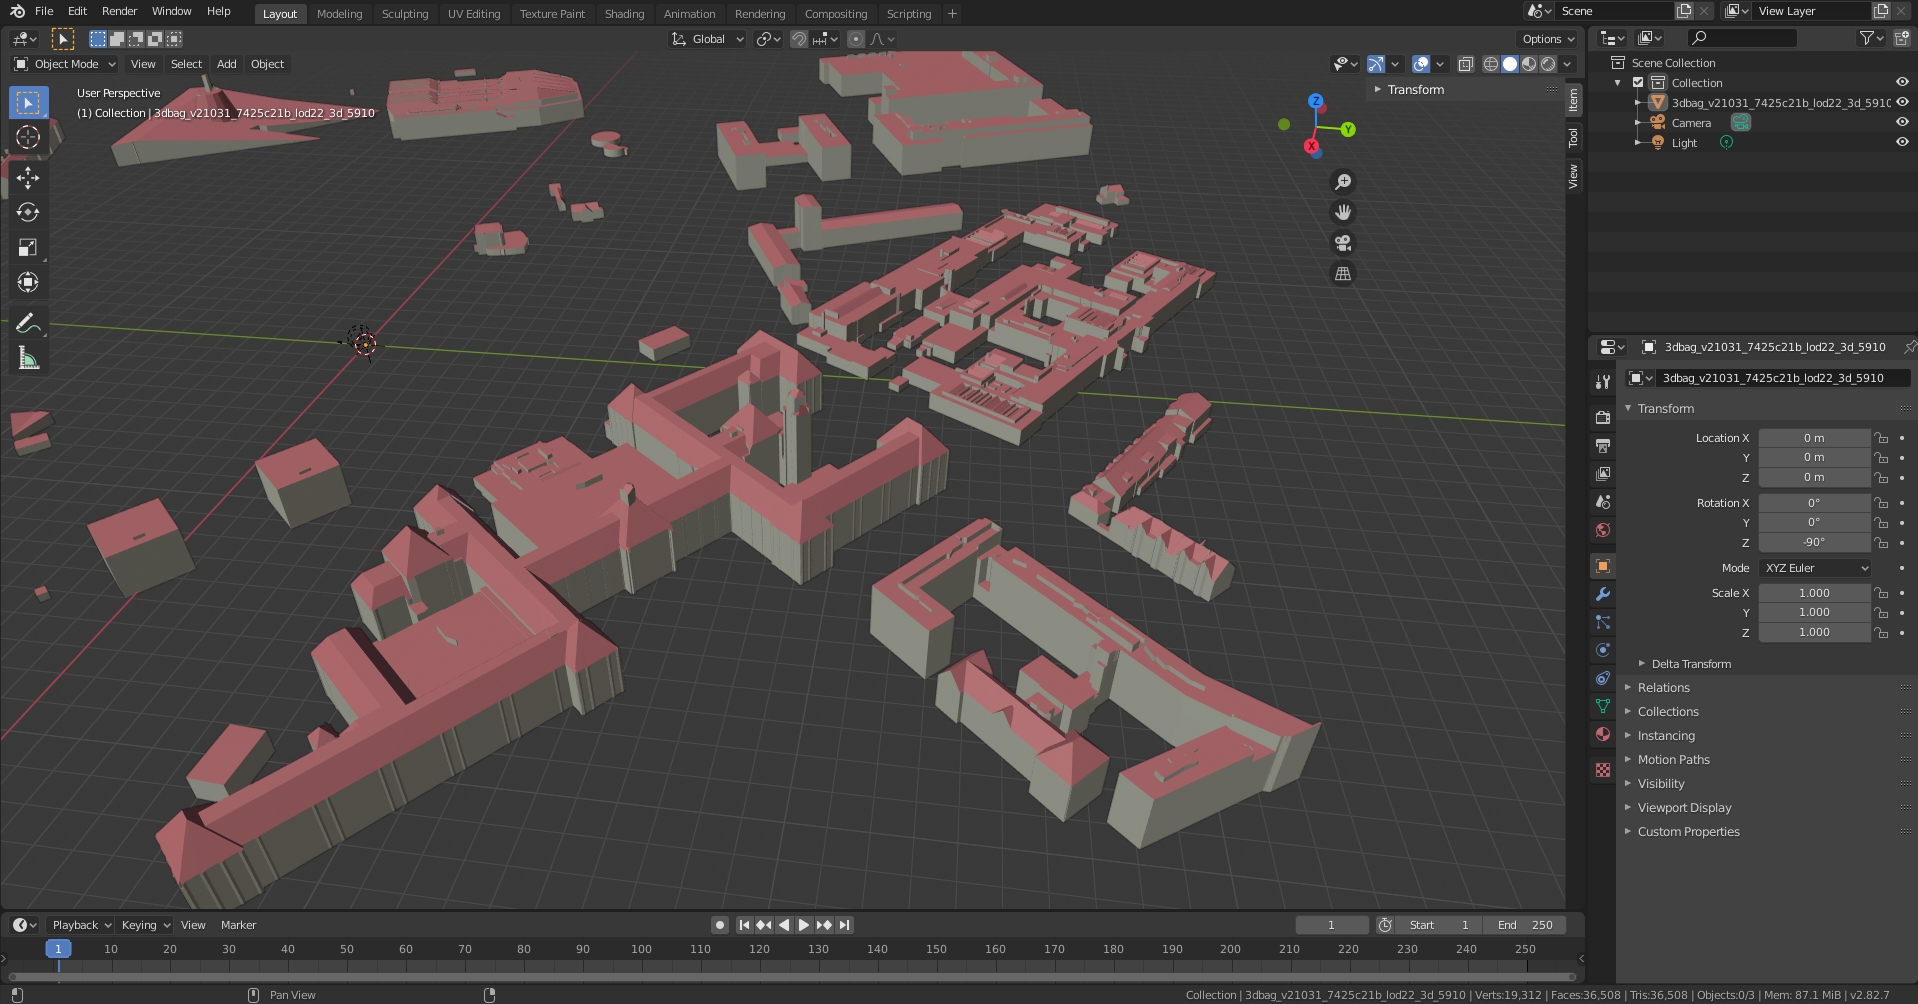 File Edit Render Window Help Layout Modeling Sculpting UV Editing Texture Paint Shading Animation Rendering Compositing Scripting + Scene View Layer
Global Options
Object Mode View Select Add Object
User Perspective
(1) Collection | 3dbag_v21031_7425c21b_lod22_3d_5910
Z
Y
X
Transform
Item
Tool
View
Scene Collection
Collection
3dbag_v21031_7425c21b_lod22_3d_5910
Camera
Light
3dbag_v21031_7425c21b_lod22_3d_5910
3dbag_v21031_7425c21b_lod22_3d_5910
Transform
Location X 0 m
Y 0 m
Z 0 m
Rotation X 0°
Y 0°
Z -90°
Mode XYZ Euler
Scale X 1.000
Y 1.000
Z 1.000
Delta Transform
Relations
Collections
Instancing
Motion Paths
Visibility
Viewport Display
Custom Properties
Playback Keying View Marker 1 Start 1 End 250
1 10 20 30 40 50 60 70 80 90 100 110 120 130 140 150 160 170 180 190 200 210 220 230 240 250
Pan View Collection | 3dbag_v21031_7425c21b_lod22_3d_5910 | Verts:19,312 | Faces:36,508 | Tris:36,508 | Objects:0/3 | Mem: 87.1 MiB | v2.82.7